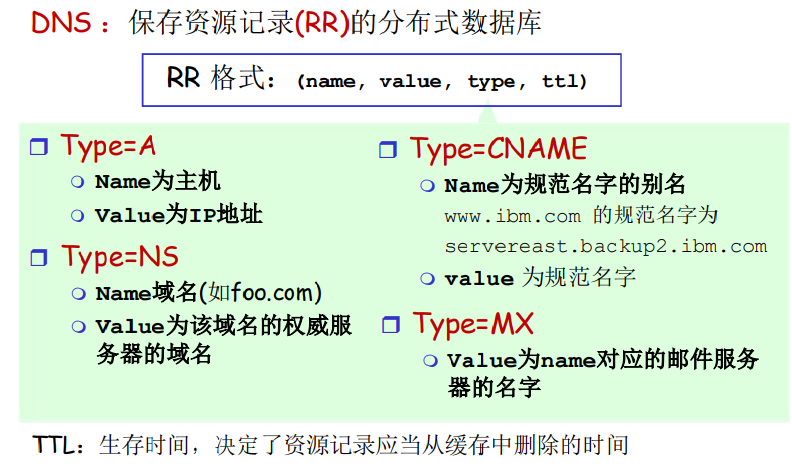 DNS ：保存资源记录(RR)的分布式数据库
RR 格式：(name, value, type, ttl)
Type=A
Name为主机
Value为IP地址
Type=NS
Name域名(如foo.com)
Value为该域名的权威服
务器的域名
Type=CNAME
Name为规范名字的别名
www.ibm.com 的规范名字为
servereast.backup2.ibm.com
value 为规范名字
Type=MX
Value为name对应的邮件服务
器的名字
TTL：生存时间，决定了资源记录应当从缓存中删除的时间